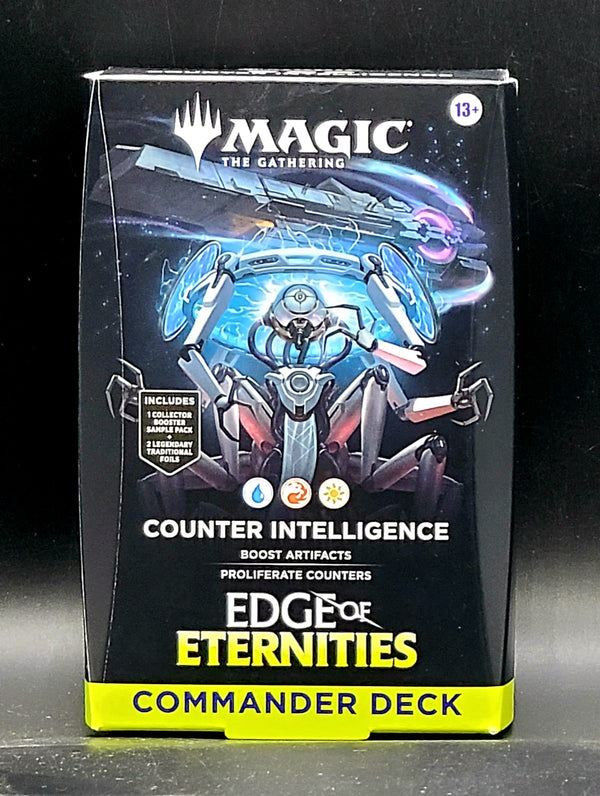 13+
MAGIC
THE GATHERING
INCLUDES
1 COLLECTOR
BOOSTER
SAMPLE PACK
+
2 LEGENDARY
TRADITIONAL
FOILS
COUNTER INTELLIGENCE
BOOST ARTIFACTS
PROLIFERATE COUNTERS
EDGE OF
ETERNITIES
COMMANDER DECK